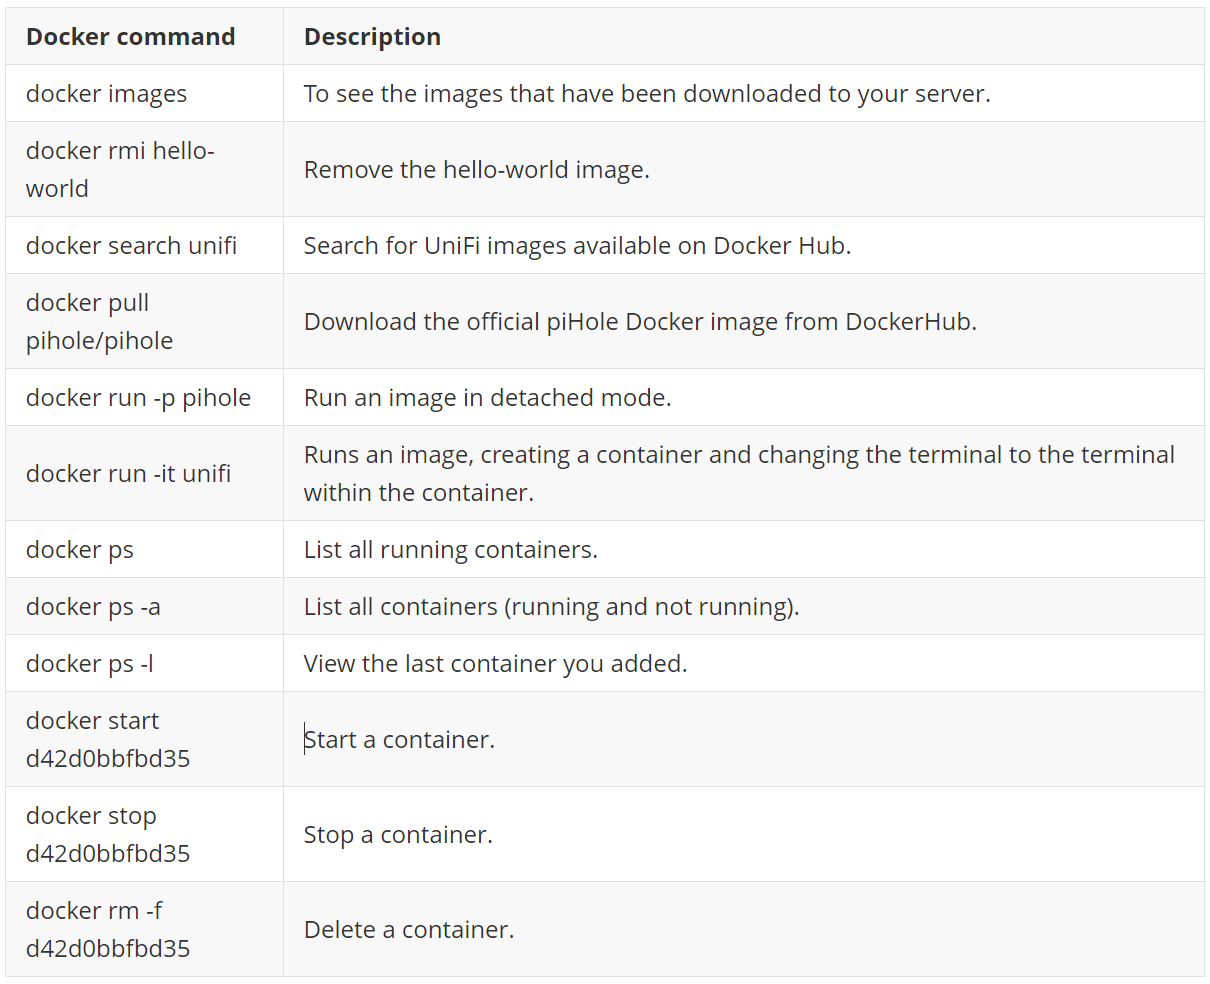 Docker command Description
docker images To see the images that have been downloaded to your server.
docker rmi hello-
world
Remove the hello-world image.
docker search unifi Search for UniFi images available on Docker Hub.
docker pull
pihole/pihole
Download the official piHole Docker image from DockerHub.
docker run -p pihole Run an image in detached mode.
docker run -it unifi
Runs an image, creating a container and changing the terminal to the terminal
within the container.
docker ps List all running containers.
docker ps -a List all containers (running and not running).
docker ps -l View the last container you added.
docker start
d42d0bbfbd35
Start a container.
docker stop
d42d0bbfbd35
Stop a container.
docker rm -f
d42d0bbfbd35
Delete a container.